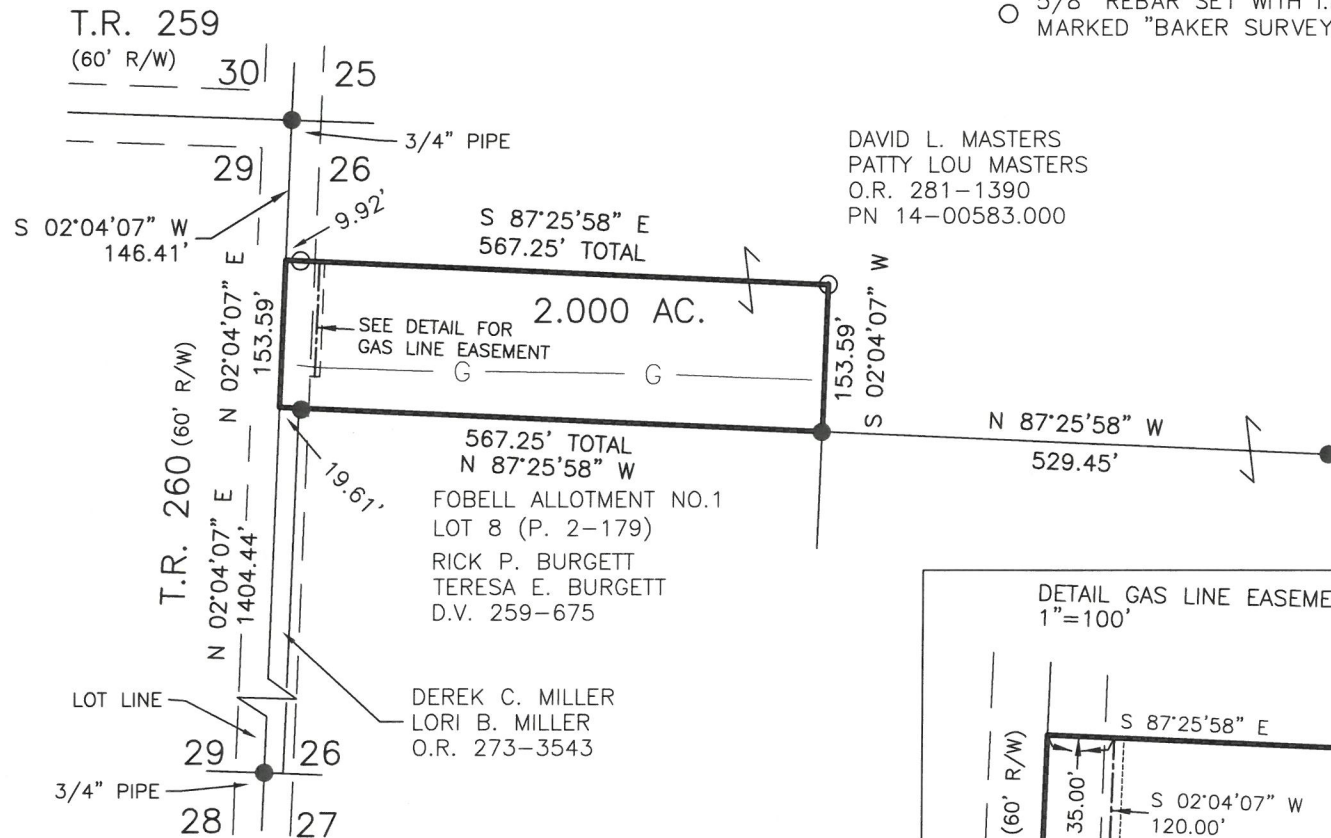 T.R. 259
(60' R/W)
30
25
5/8" REBAR SET WITH
MARKED "BAKER SURVEY
3/4" PIPE
29
26
DAVID L. MASTERS
PATTY LOU MASTERS
O.R. 281-1390
PN 14-00583.000
S 02°04'07" W
146.41'
9.92'
S 87°25'58" E
567.25' TOTAL
2.000 AC.
SEE DETAIL FOR
GAS LINE EASEMENT
G
G
N 02°04'07" E
153.59'
153.59'
S 02°04'07" W
T.R. 260 (60' R/W)
567.25' TOTAL
N 87°25'58" W
N 87°25'58" W
529.45'
19.61'
FOBELL ALLOTMENT NO.1
LOT 8 (P. 2-179)
RICK P. BURGETT
TERESA E. BURGETT
D.V. 259-675
N 02°04'07" E
1404.44'
LOT LINE
DEREK C. MILLER
LORI B. MILLER
O.R. 273-3543
29
26
3/4" PIPE
28
27
DETAIL GAS LINE EASEME
1"=100'
S 87°25'58" E
(60' R/W)
35.00'
S 02°04'07" W
120.00'